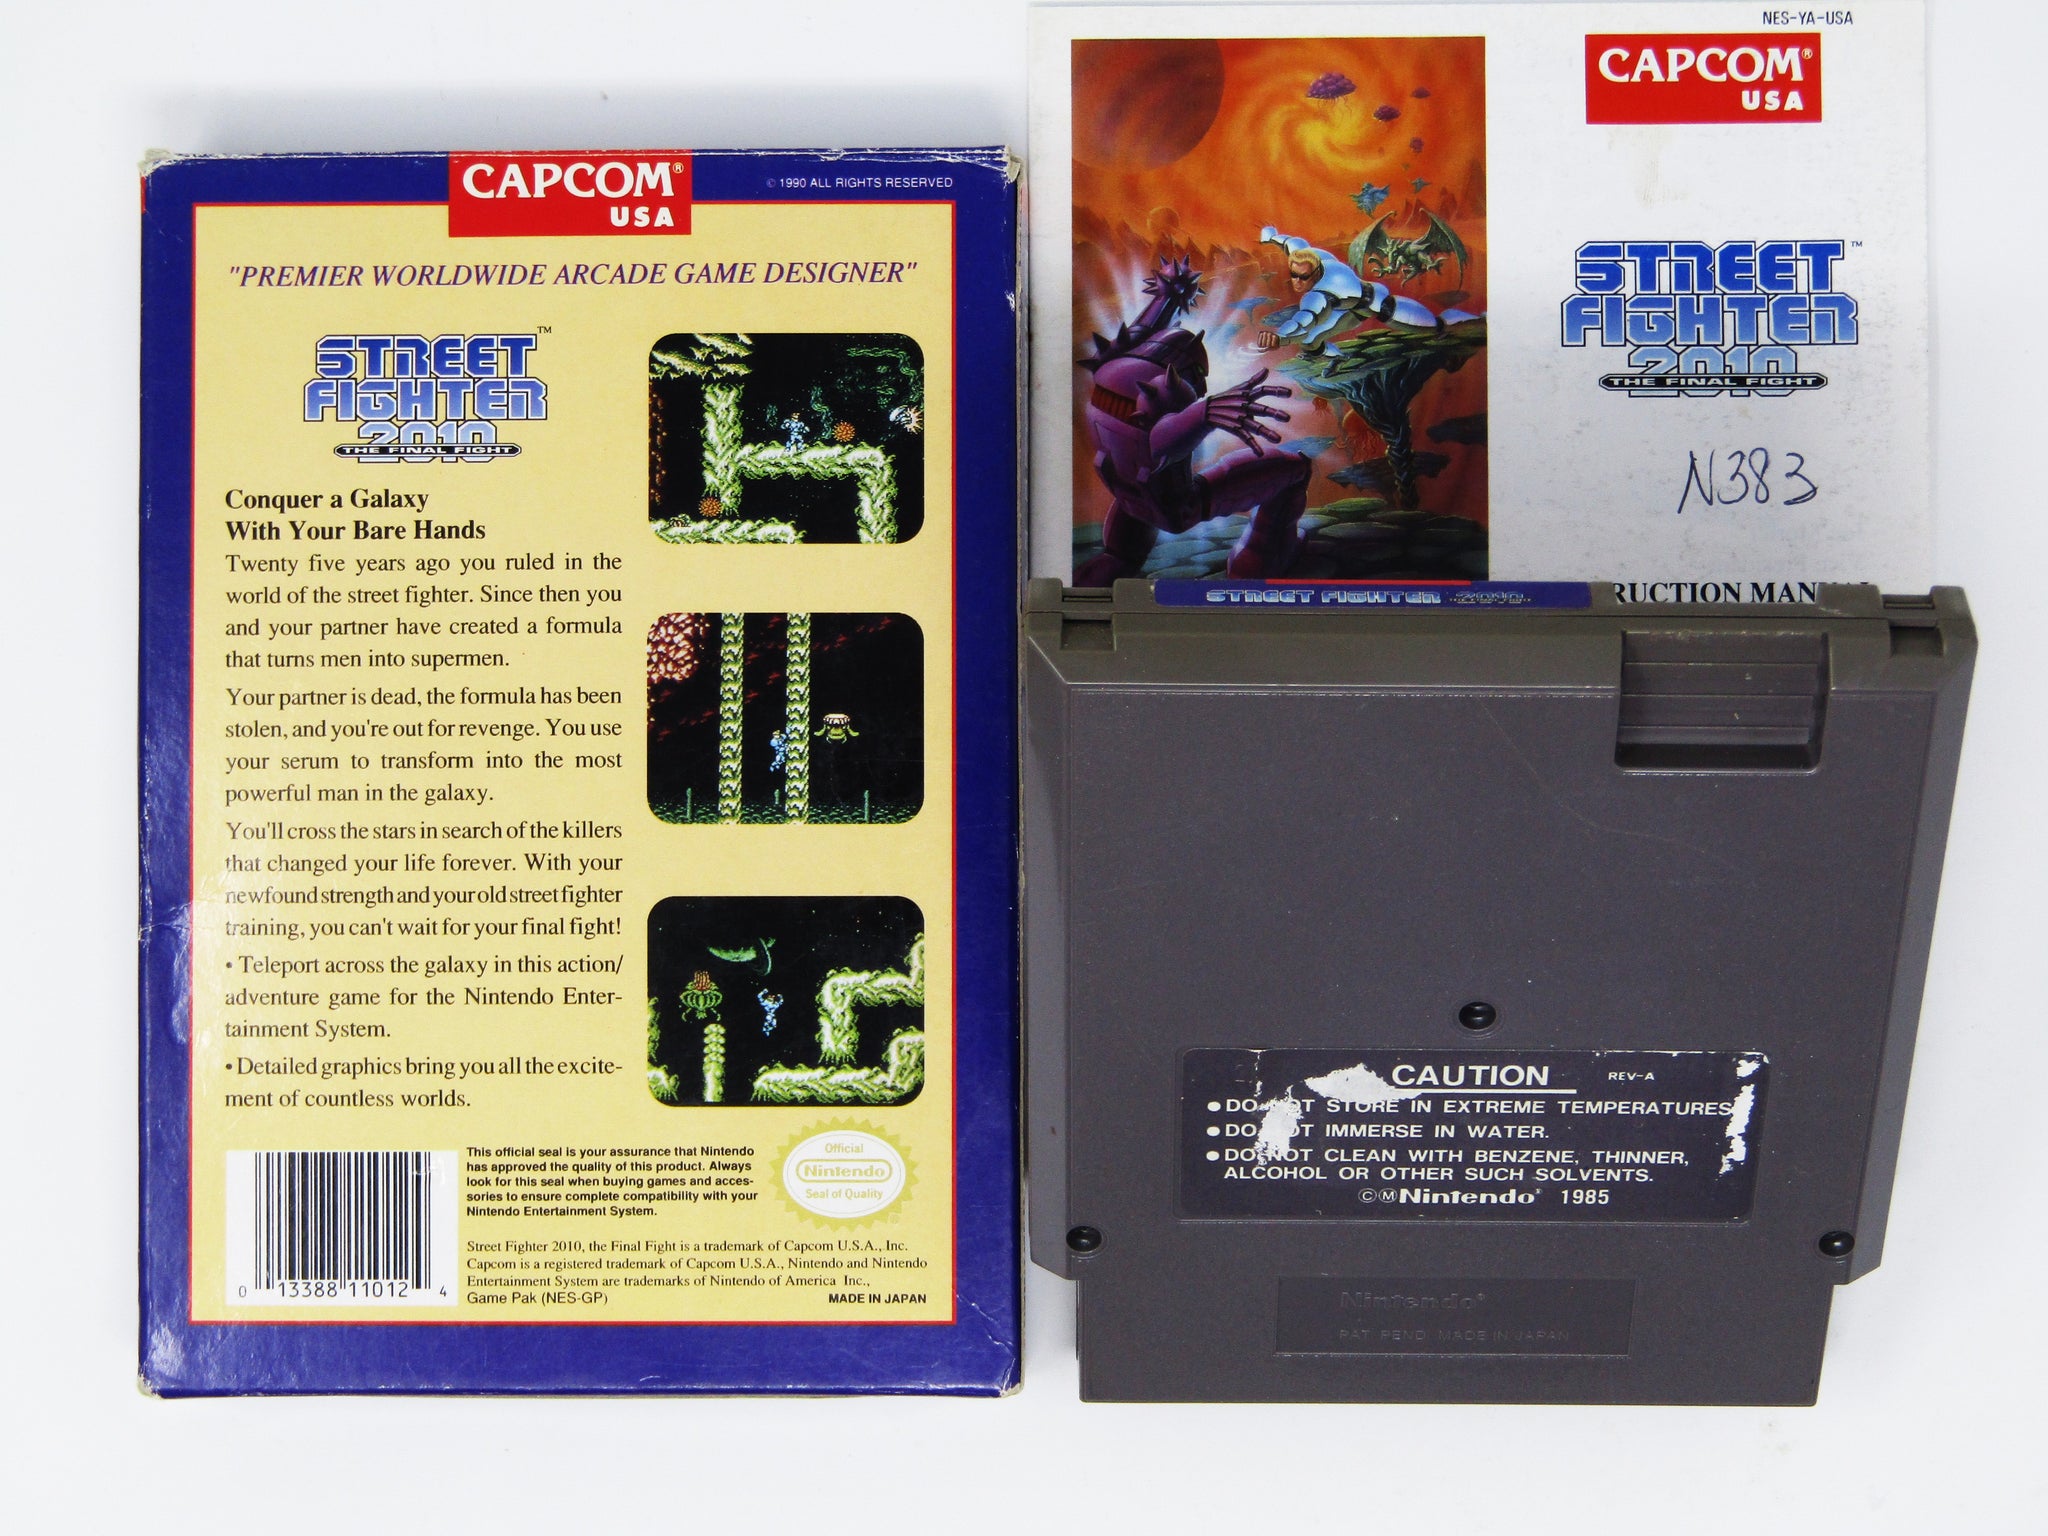 CAPCOM®
USA
© 1990 ALL RIGHTS RESERVED
"PREMIER WORLDWIDE ARCADE GAME DESIGNER"
STREET™
FIGHTER
2010
THE FINAL FIGHT
Conquer a Galaxy
With Your Bare Hands
Twenty five years ago you ruled in the
world of the street fighter. Since then you
and your partner have created a formula
that turns men into supermen.
Your partner is dead, the formula has been
stolen, and you're out for revenge. You use
your serum to transform into the most
powerful man in the galaxy.
You'll cross the stars in search of the killers
that changed your life forever. With your
newfound strength and your old street fighter
training, you can't wait for your final fight!
• Teleport across the galaxy in this action/
adventure game for the Nintendo Enter-
tainment System.
• Detailed graphics bring you all the excite-
ment of countless worlds.
This official seal is your assurance that Nintendo
has approved the quality of this product. Always
look for this seal when buying games and acces-
sories to ensure complete compatibility with your
Nintendo Entertainment System.
Official
Nintendo
Seal of Quality
0 13388 11012 4
Street Fighter 2010, the Final Fight is a trademark of Capcom U.S.A., Inc.
Capcom is a registered trademark of Capcom U.S.A., Nintendo and Nintendo
Entertainment System are trademarks of Nintendo of America Inc.,
Game Pak (NES-GP)
MADE IN JAPAN
NES-YA-USA
CAPCOM®
USA
STREET™
FIGHTER
2010
THE FINAL FIGHT
N383
RUCTION MAN
STREET FIGHTER 2010
CAUTION REV-A
• DO NOT STORE IN EXTREME TEMPERATURES
• DO NOT IMMERSE IN WATER.
• DO NOT CLEAN WITH BENZENE, THINNER,
ALCOHOL OR OTHER SUCH SOLVENTS.
©Ⓜ Nintendo® 1985
Nintendo®
PAT. PEND. MADE IN JAPAN